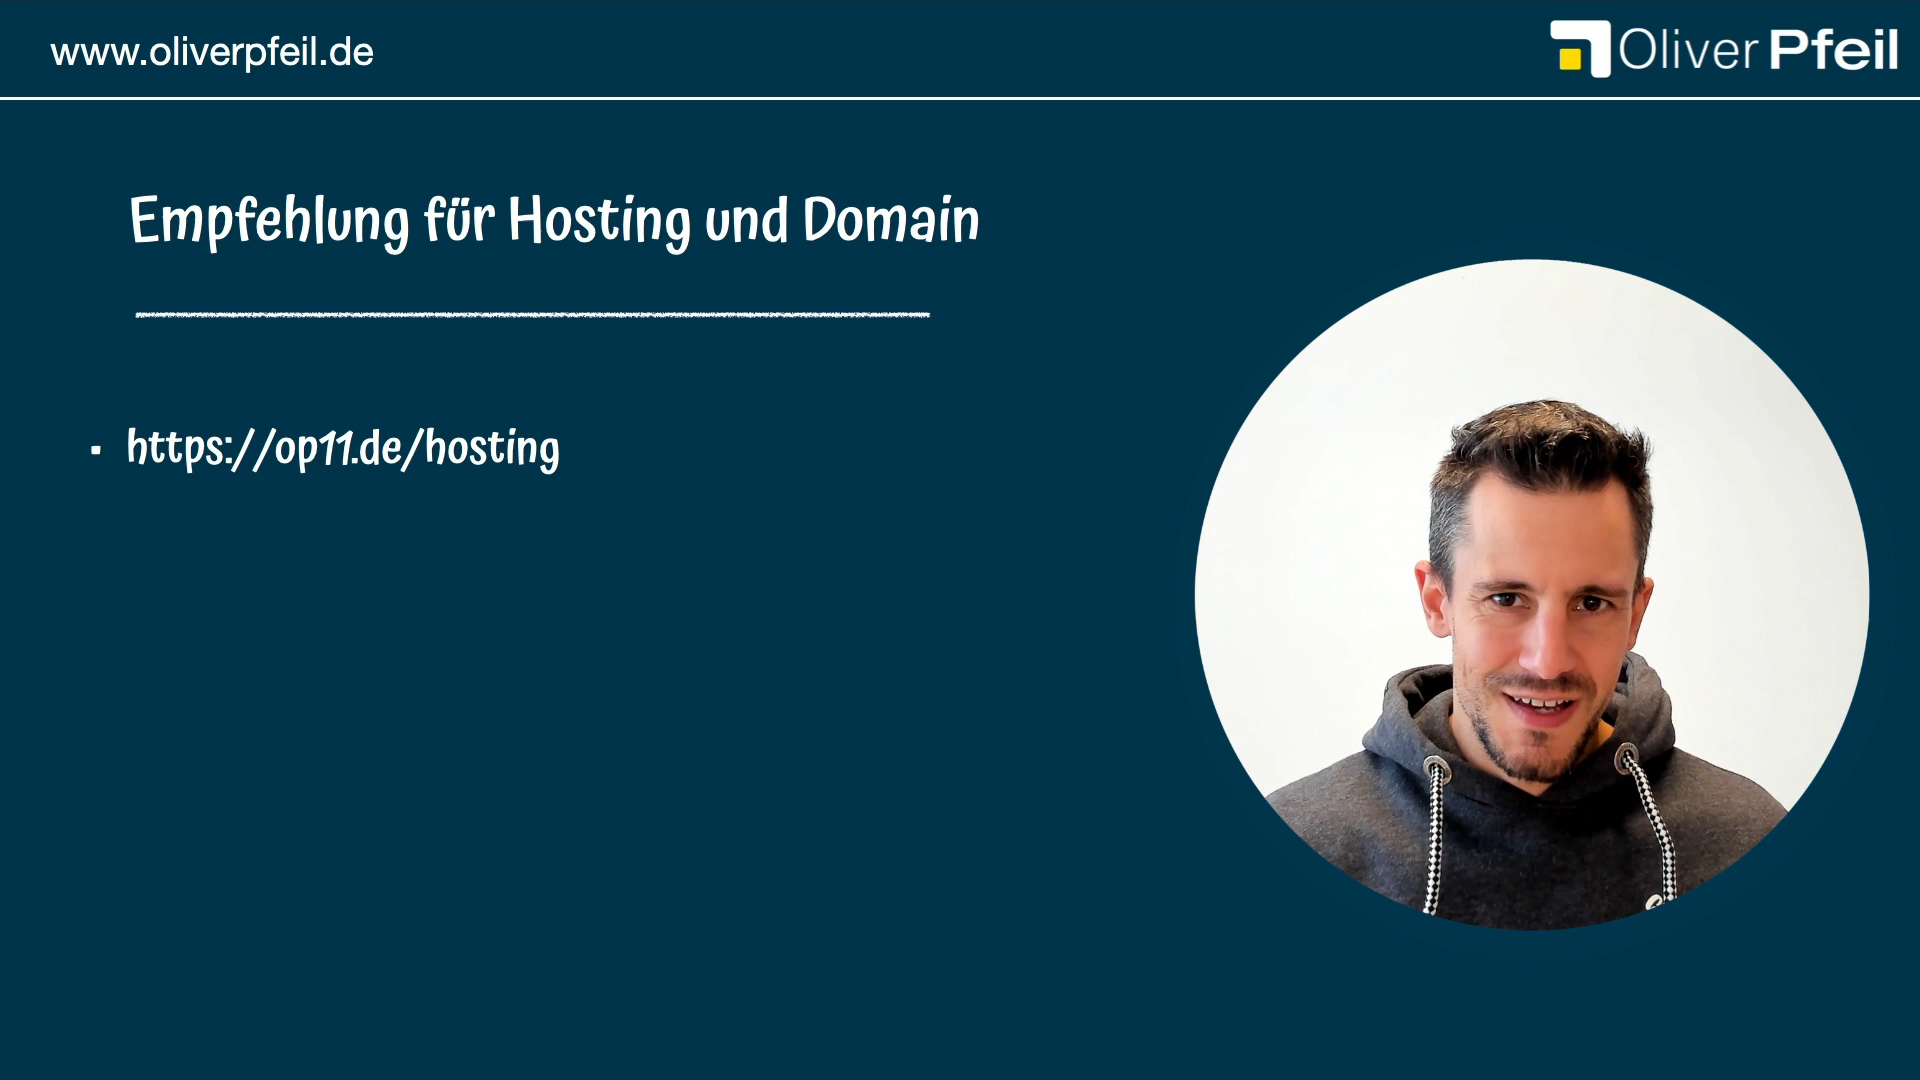 www.oliverpfeil.de
Oliver Pfeil
Empfehlung für Hosting und Domain
▪ https://op11.de/hosting